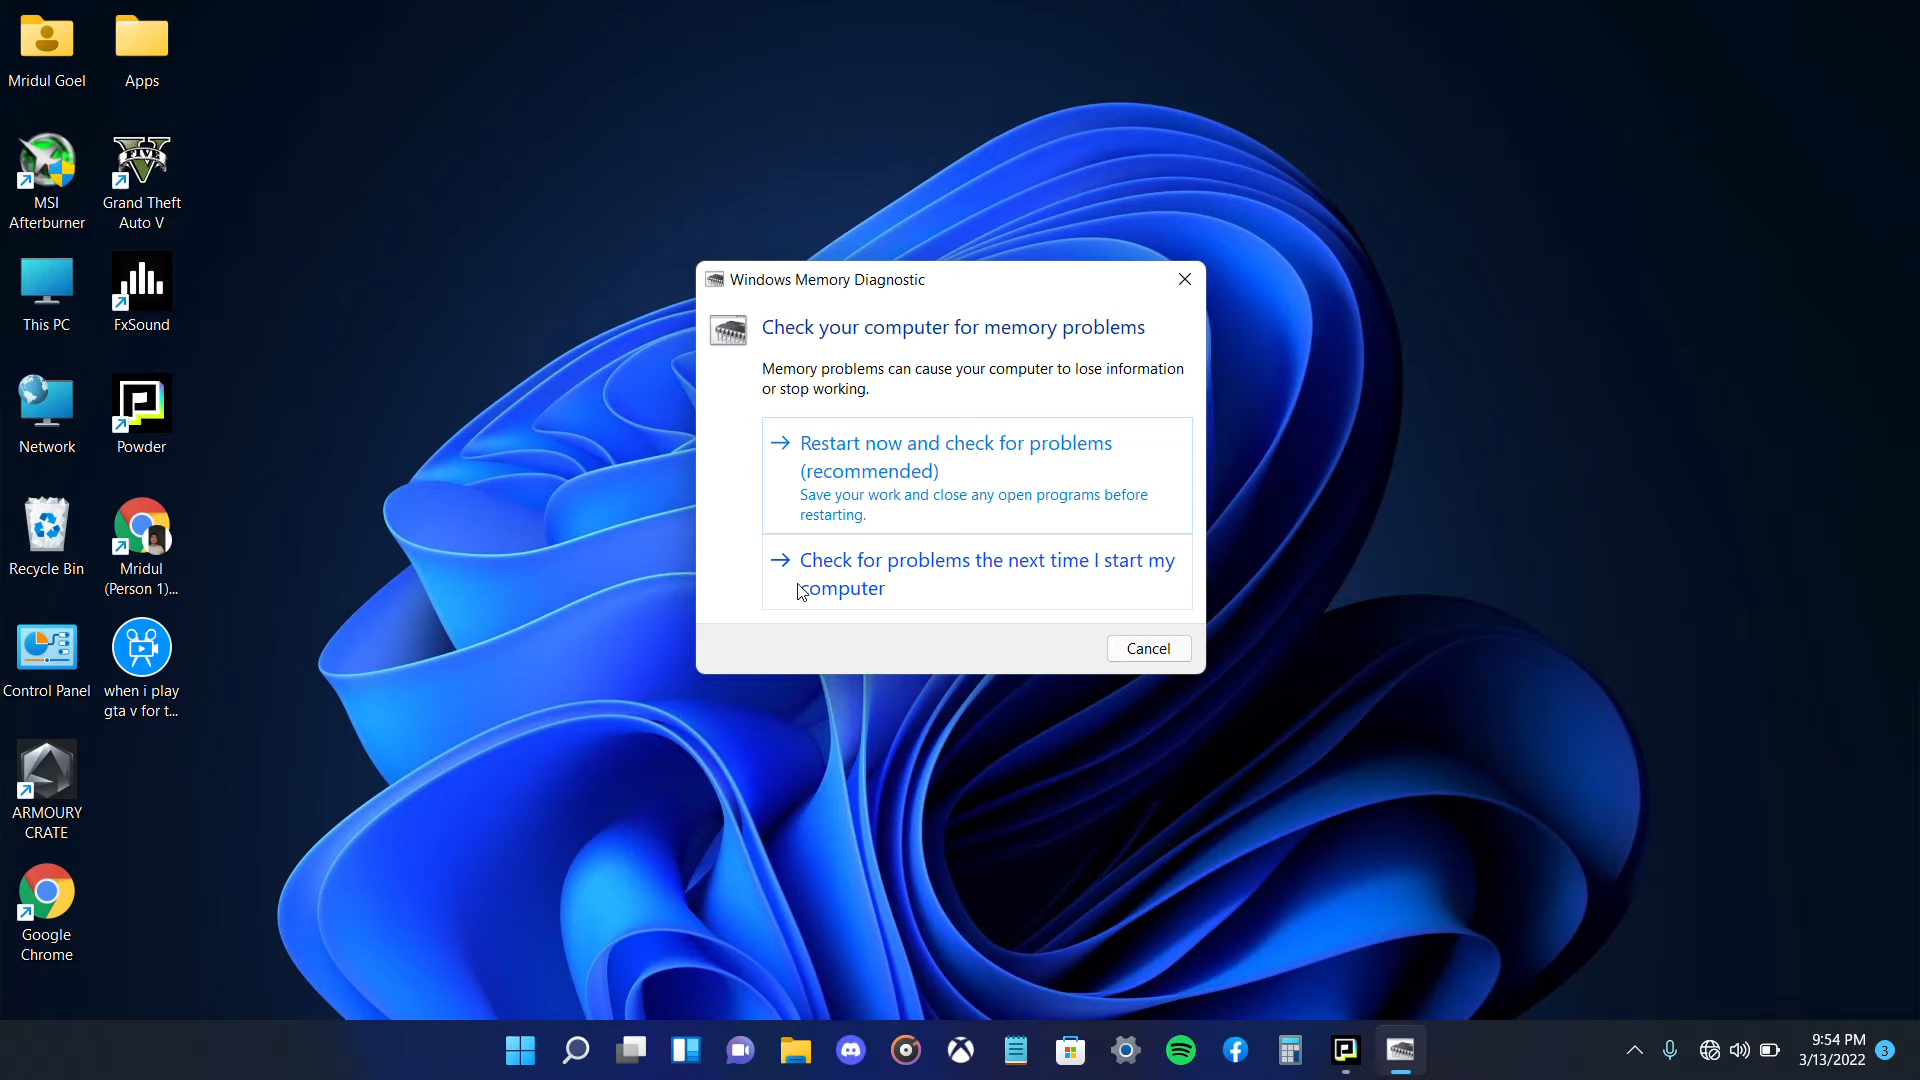 Mridul Goel
Apps
MSI
Afterburner
Grand Theft
Auto V
This PC
FxSound
Network
Powder
Recycle Bin
Mridul
(Person 1)...
Control Panel
when i play
gta v for t...
ARMOURY
CRATE
Google
Chrome
Windows Memory Diagnostic
Check your computer for memory problems
Memory problems can cause your computer to lose information
or stop working.
Restart now and check for problems
(recommended)
Save your work and close any open programs before
restarting.
Check for problems the next time I start my
computer
Cancel
9:54 PM
3/13/2022
3